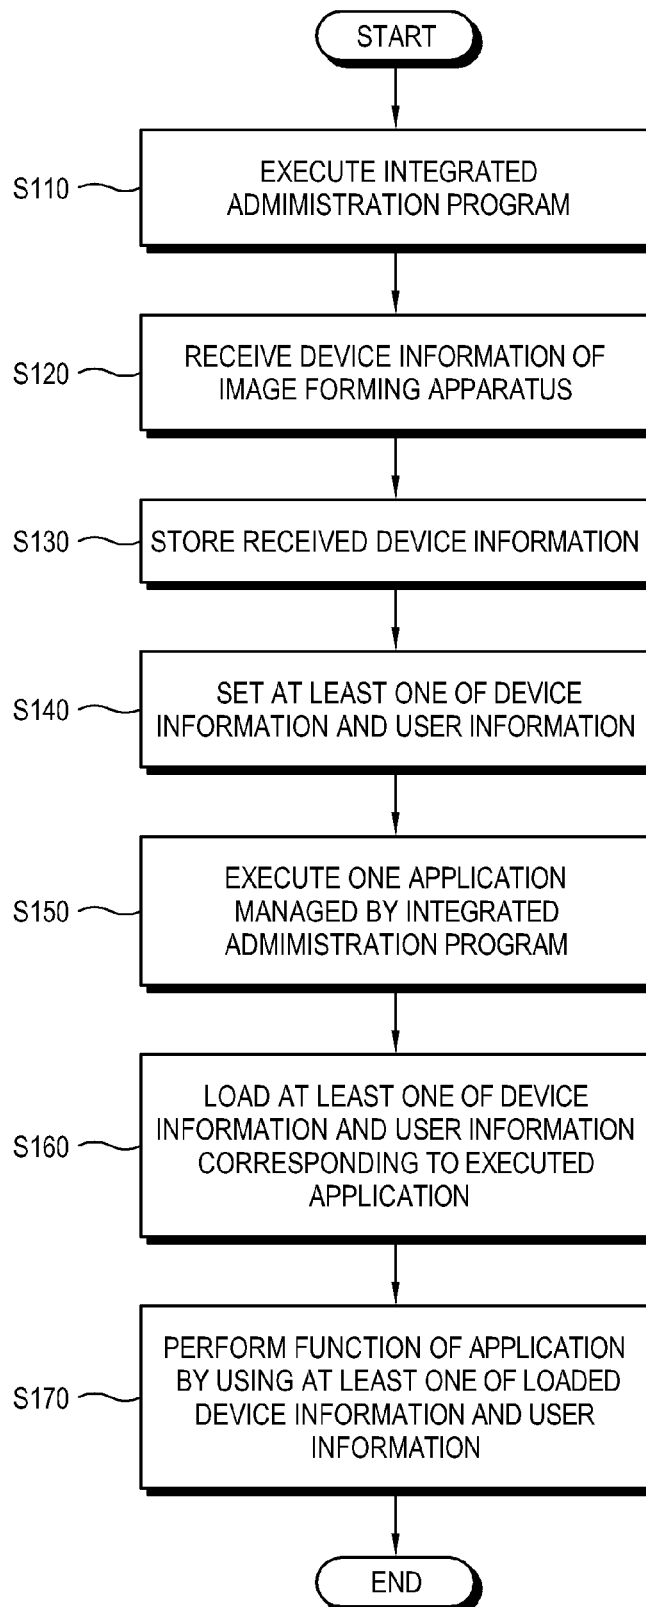 START
S110
EXECUTE INTEGRATED
ADMIMISTRATION PROGRAM
S120
RECEIVE DEVICE INFORMATION OF
IMAGE FORMING APPARATUS
S130
STORE RECEIVED DEVICE INFORMATION
S140
SET AT LEAST ONE OF DEVICE
INFORMATION AND USER INFORMATION
S150
EXECUTE ONE APPLICATION
MANAGED BY INTEGRATED
ADMIMISTRATION PROGRAM
S160
LOAD AT LEAST ONE OF DEVICE
INFORMATION AND USER INFORMATION
CORRESPONDING TO EXECUTED
APPLICATION
S170
PERFORM FUNCTION OF APPLICATION
BY USING AT LEAST ONE OF LOADED
DEVICE INFORMATION AND USER
INFORMATION
END